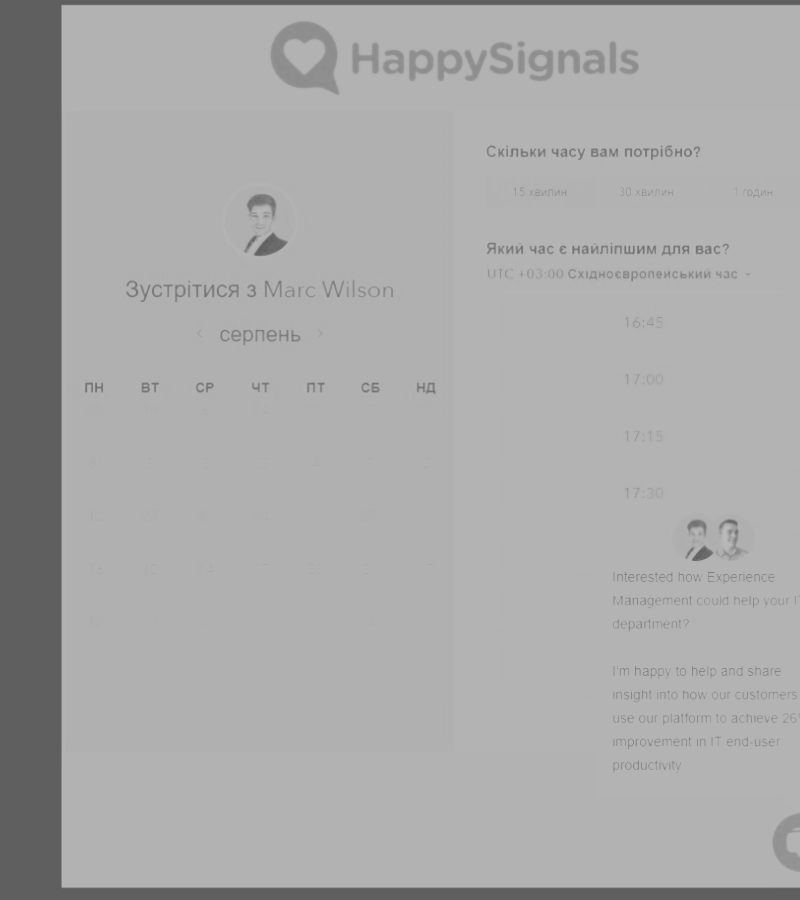 HappySignals
Зустрітися з Marc Wilson
серпень
ПН ВТ СР ЧТ ПТ СБ НД
Скільки часу вам потрібно?
15 хвилин 30 хвилин 1 годин
Який час є найліпшим для вас?
UTC +03:00 Східноєвропейський час
16:45
17:00
17:15
17:30
Interested how Experience
Management could help your
department?
I'm happy to help and share
insight into how our customers
use our platform to achieve
improvement in IT end-user
productivity